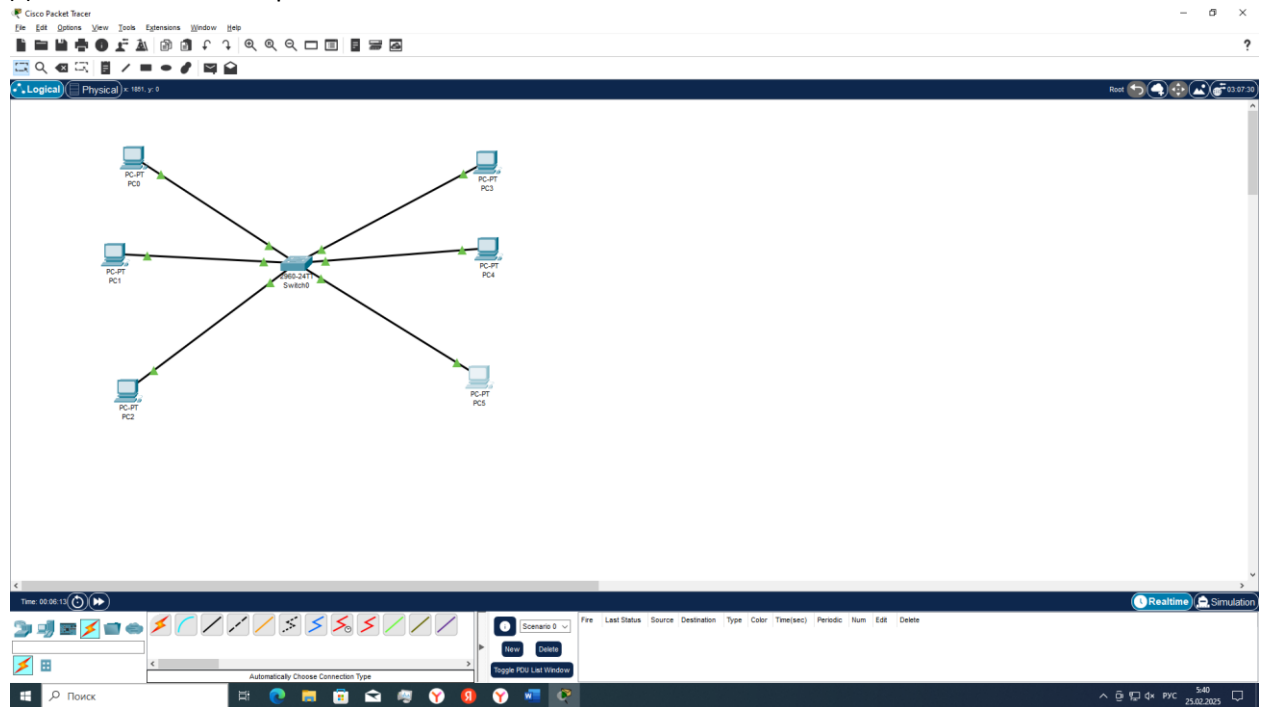 Cisco Packet Tracer
File Edit Options View Tools Extensions Window Help
?
Logical Physical x: 1051, y: 0 Root 03:07:30
PC-PT
PC0
PC-PT
PC3
PC-PT
PC1
PC-PT
PC4
2960-24TT
Switch0
PC-PT
PC5
PC-PT
PC2
Time: 00:06:13 Realtime Simulation
Scenario 0
Fire Last Status Source Destination Type Color Time(sec) Periodic Num Edit Delete
New Delete
Toggle PDU List Window
Automatically Choose Connection Type
Поиск
РУС
5:40
25.02.2025